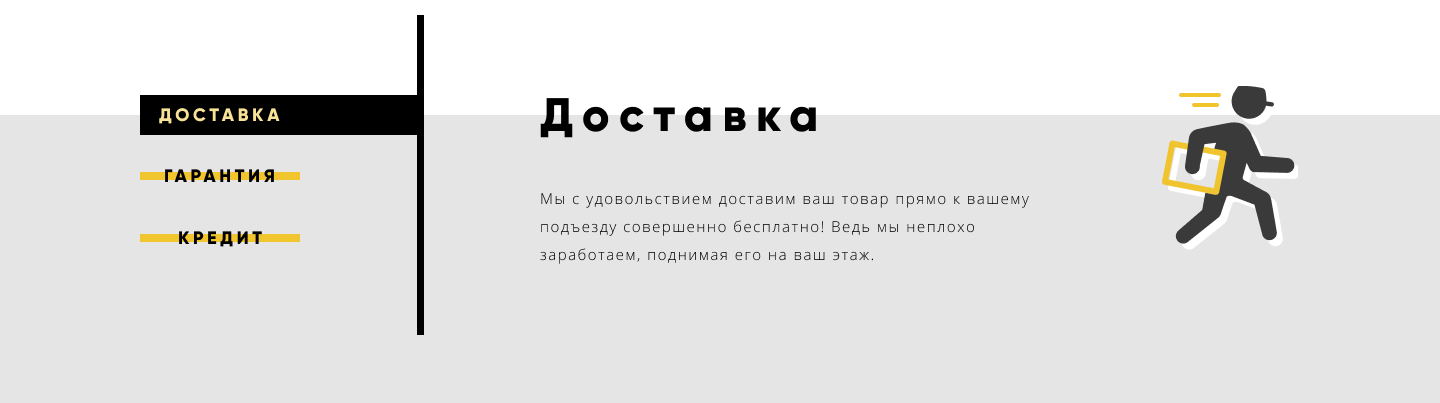 ДОСТАВКА
ГАРАНТИЯ
КРЕДИТ
Доставка
Мы с удовольствием доставим ваш товар прямо к вашему
подъезду совершенно бесплатно! Ведь мы неплохо
заработаем, поднимая его на ваш этаж.